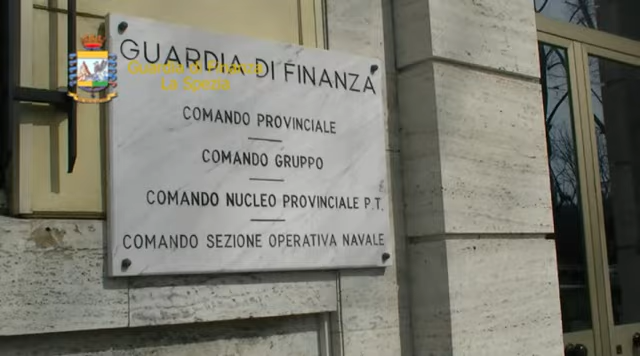 GUARDIA DI FINANZA
Guardia di Finanza
La Spezia
COMANDO PROVINCIALE
COMANDO GRUPPO
COMANDO NUCLEO PROVINCIALE P.T.
COMANDO SEZIONE OPERATIVA NAVALE